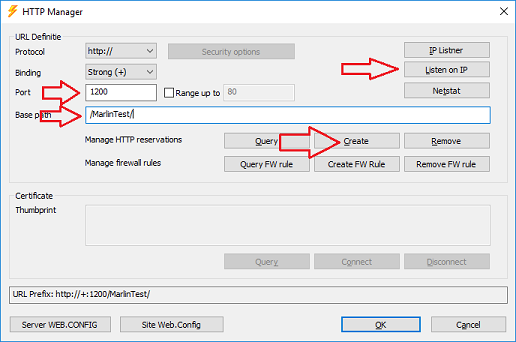 HTTP Manager
URL Definitie
Protocol http:// Security options IP Listner
Binding Strong (+) Listen on IP
Port 1200 Range up to 80 Netstat
Base path /MarlinTest/
Manage HTTP reservations Query Create Remove
Manage firewall rules Query FW rule Create FW Rule Remove FW rule
Certificate
Thumbprint
Query Connect Disconnect
URL Prefix: http://+:1200/MarlinTest/
Server WEB.CONFIG Site Web.Config OK Cancel